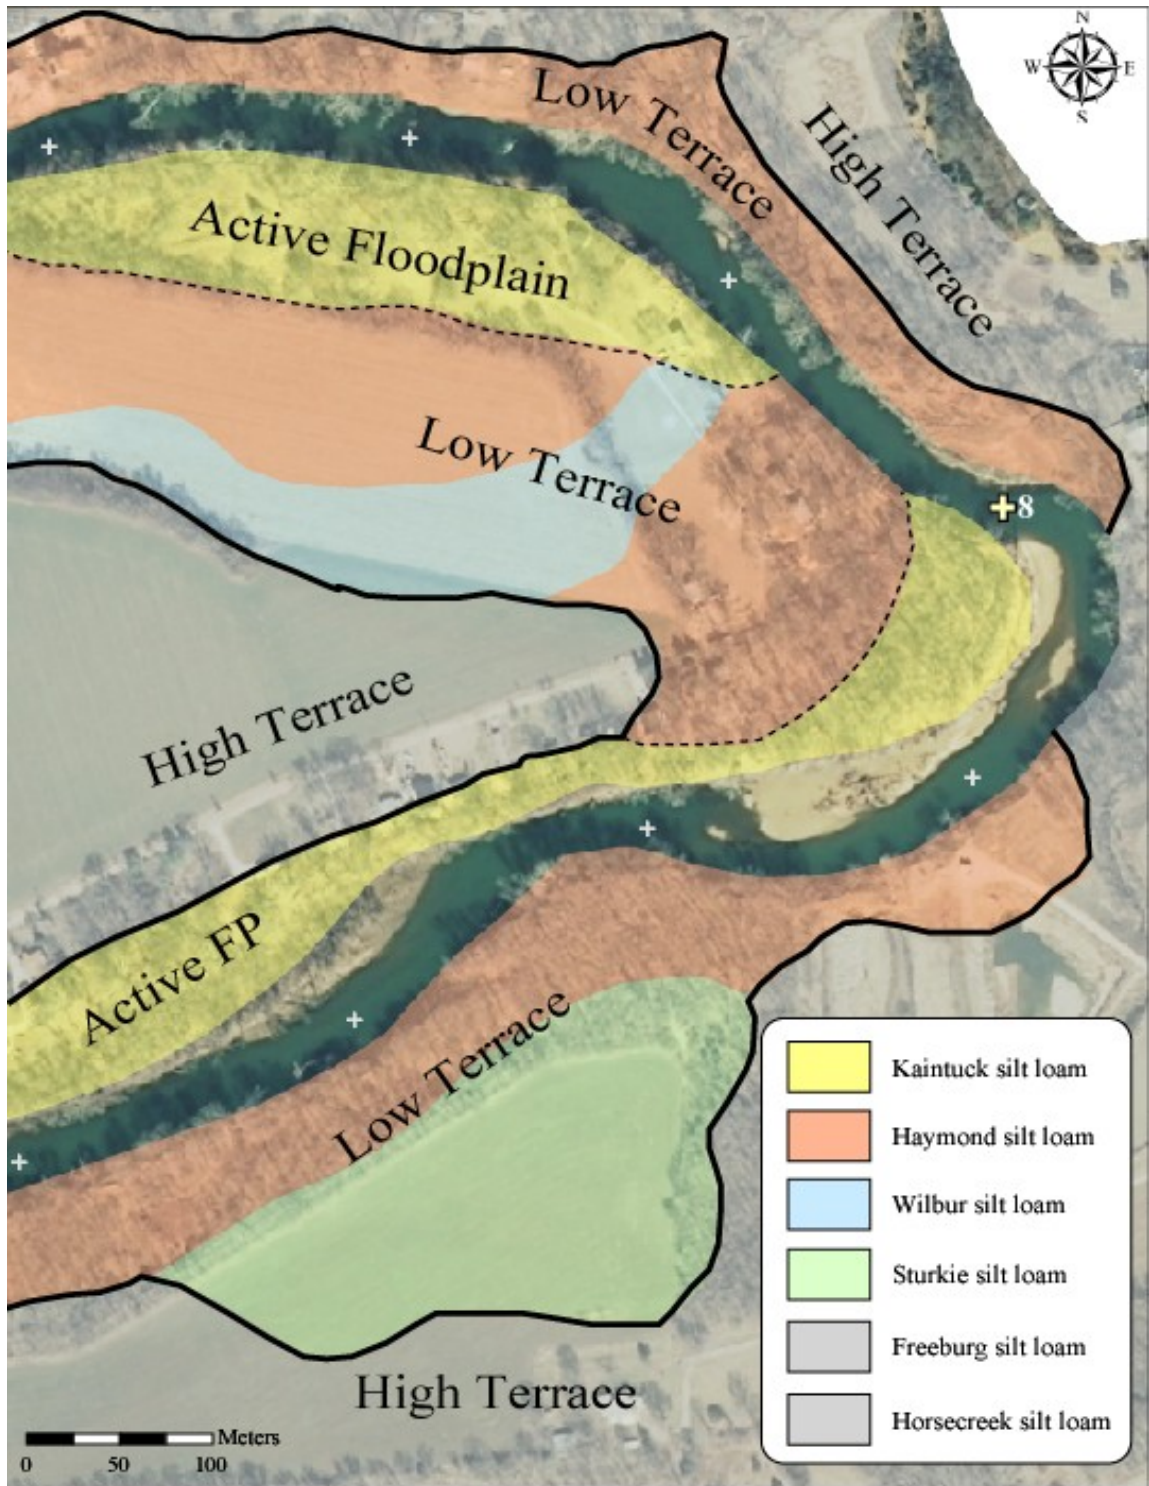 N
W E
S
Low Terrace
High Terrace
Active Floodplain
Low Terrace
8
High Terrace
Active FP
Low Terrace
Kaintuck silt loam
Haymond silt loam
Wilbur silt loam
Sturkie silt loam
Freeburg silt loam
Horsecreek silt loam
High Terrace
Meters
0 50 100